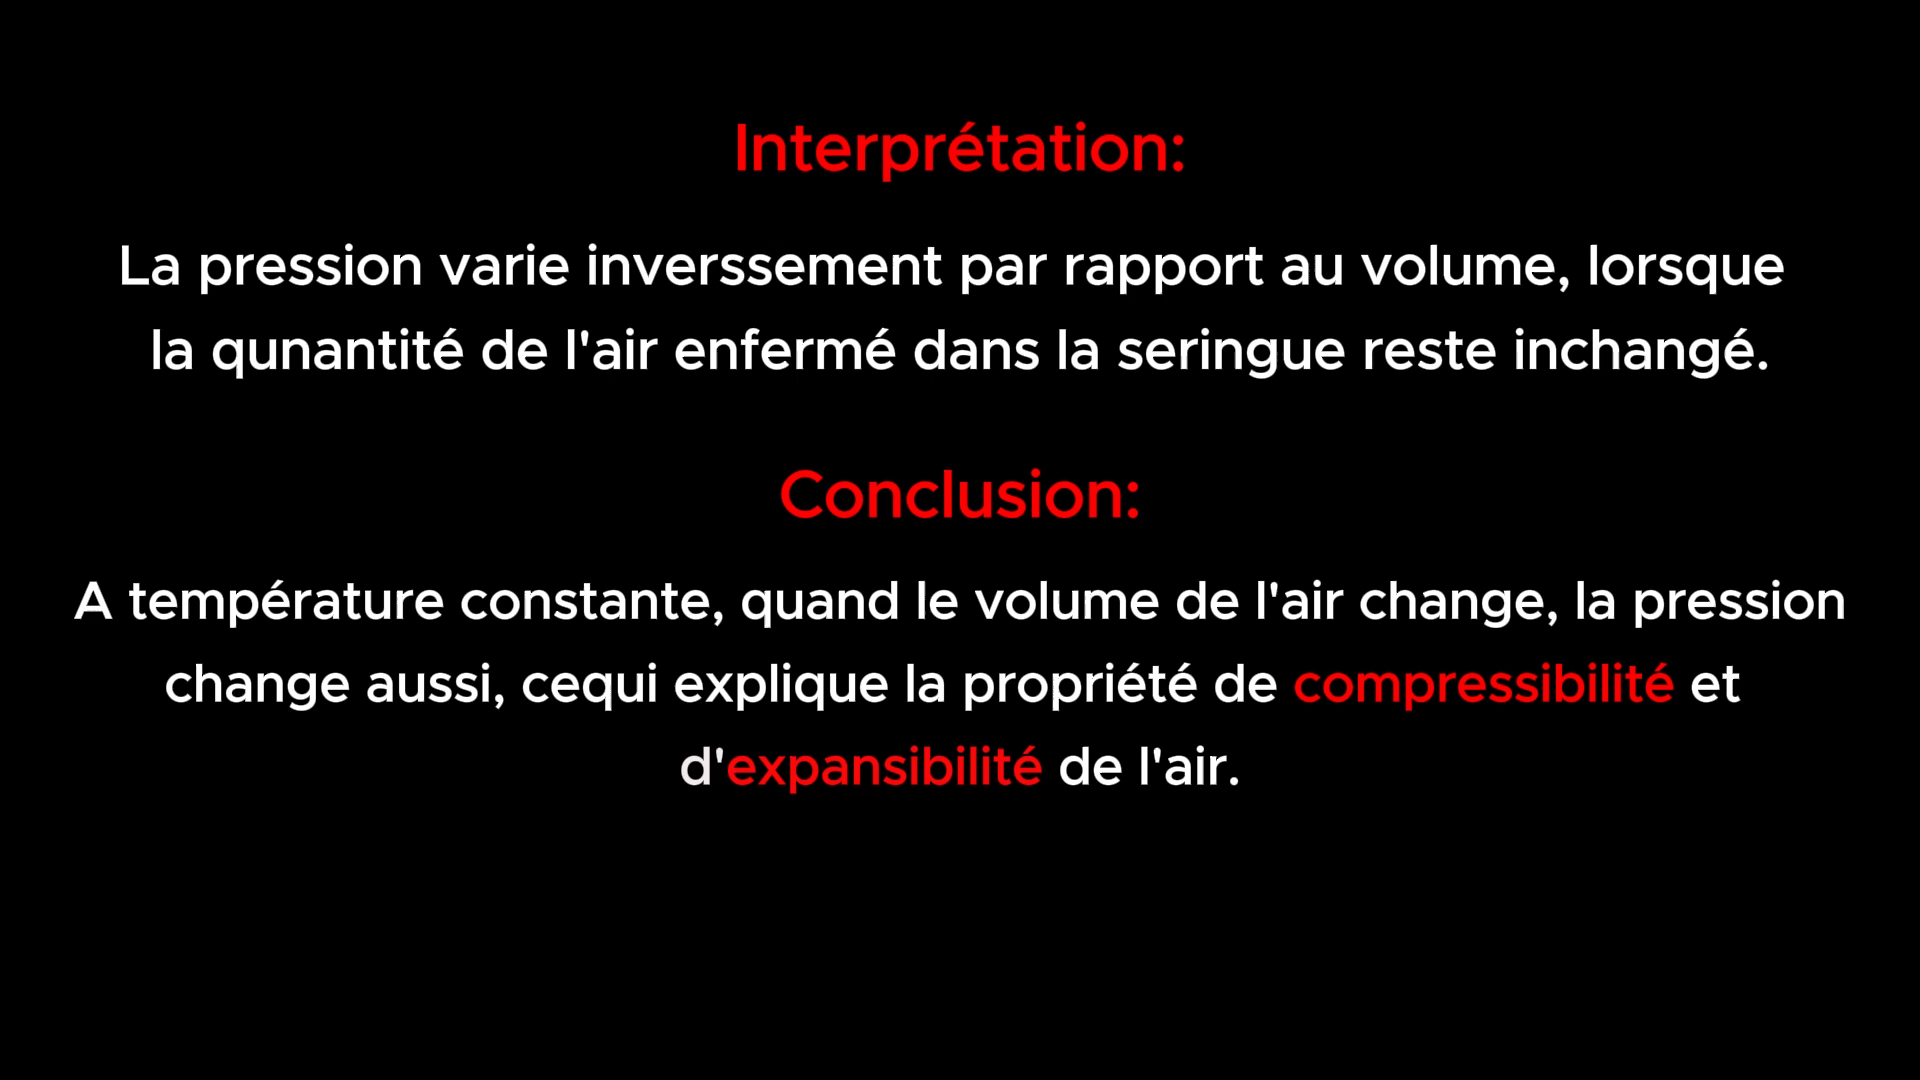 Interprétation:
La pression varie inverssement par rapport au volume, lorsque
la qunantité de l'air enfermé dans la seringue reste inchangé.
Conclusion:
A température constante, quand le volume de l'air change, la pression
change aussi, cequi explique la propriété de compressibilité et
d'expansibilité de l'air.